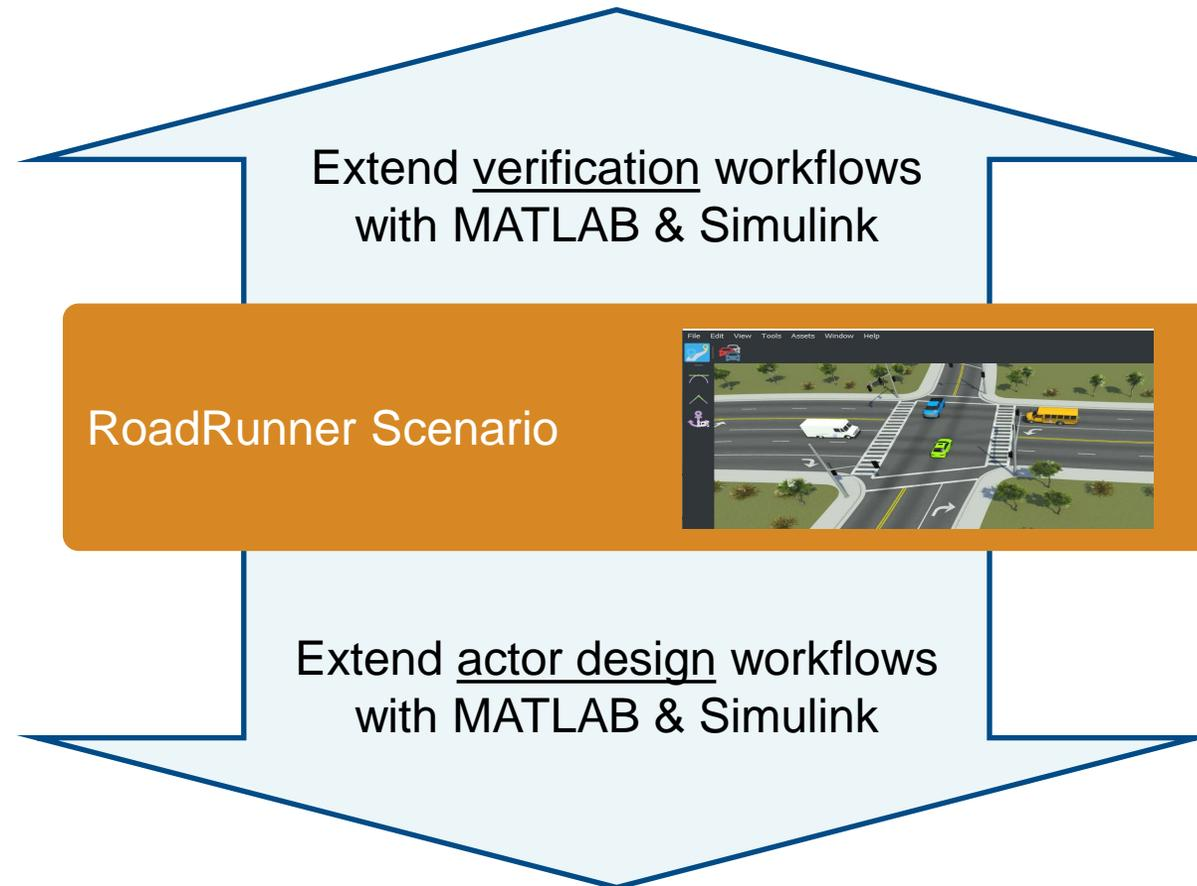 Extend verification workflows
with MATLAB & Simulink
RoadRunner Scenario
File Edit View Tools Assets Window Help
Extend actor design workflows
with MATLAB & Simulink